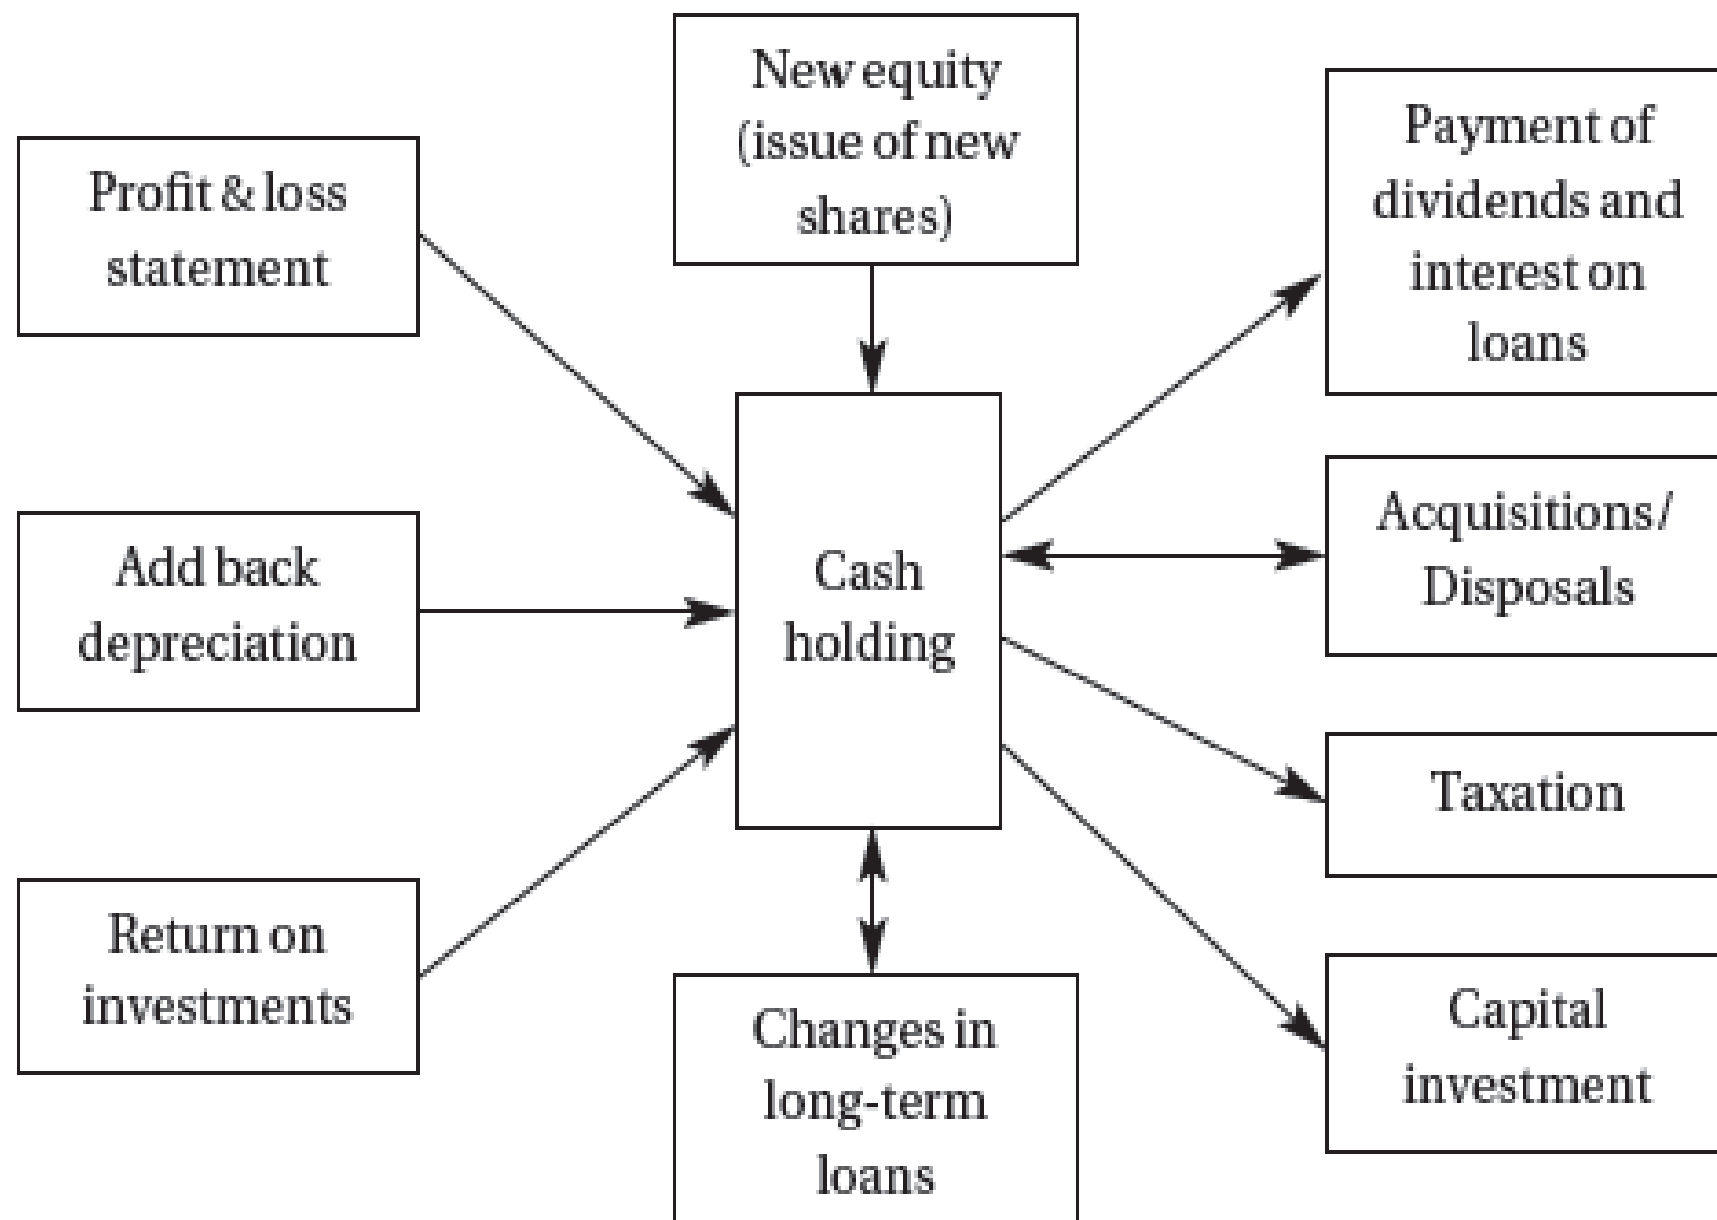 New equity
(issue of new
shares)
Profit & loss
statement
Payment of
dividends and
interest on
loans
Add back
depreciation
Cash
holding
Acquisitions/
Disposals
Taxation
Return on
investments
Changes in
long-term
loans
Capital
investment